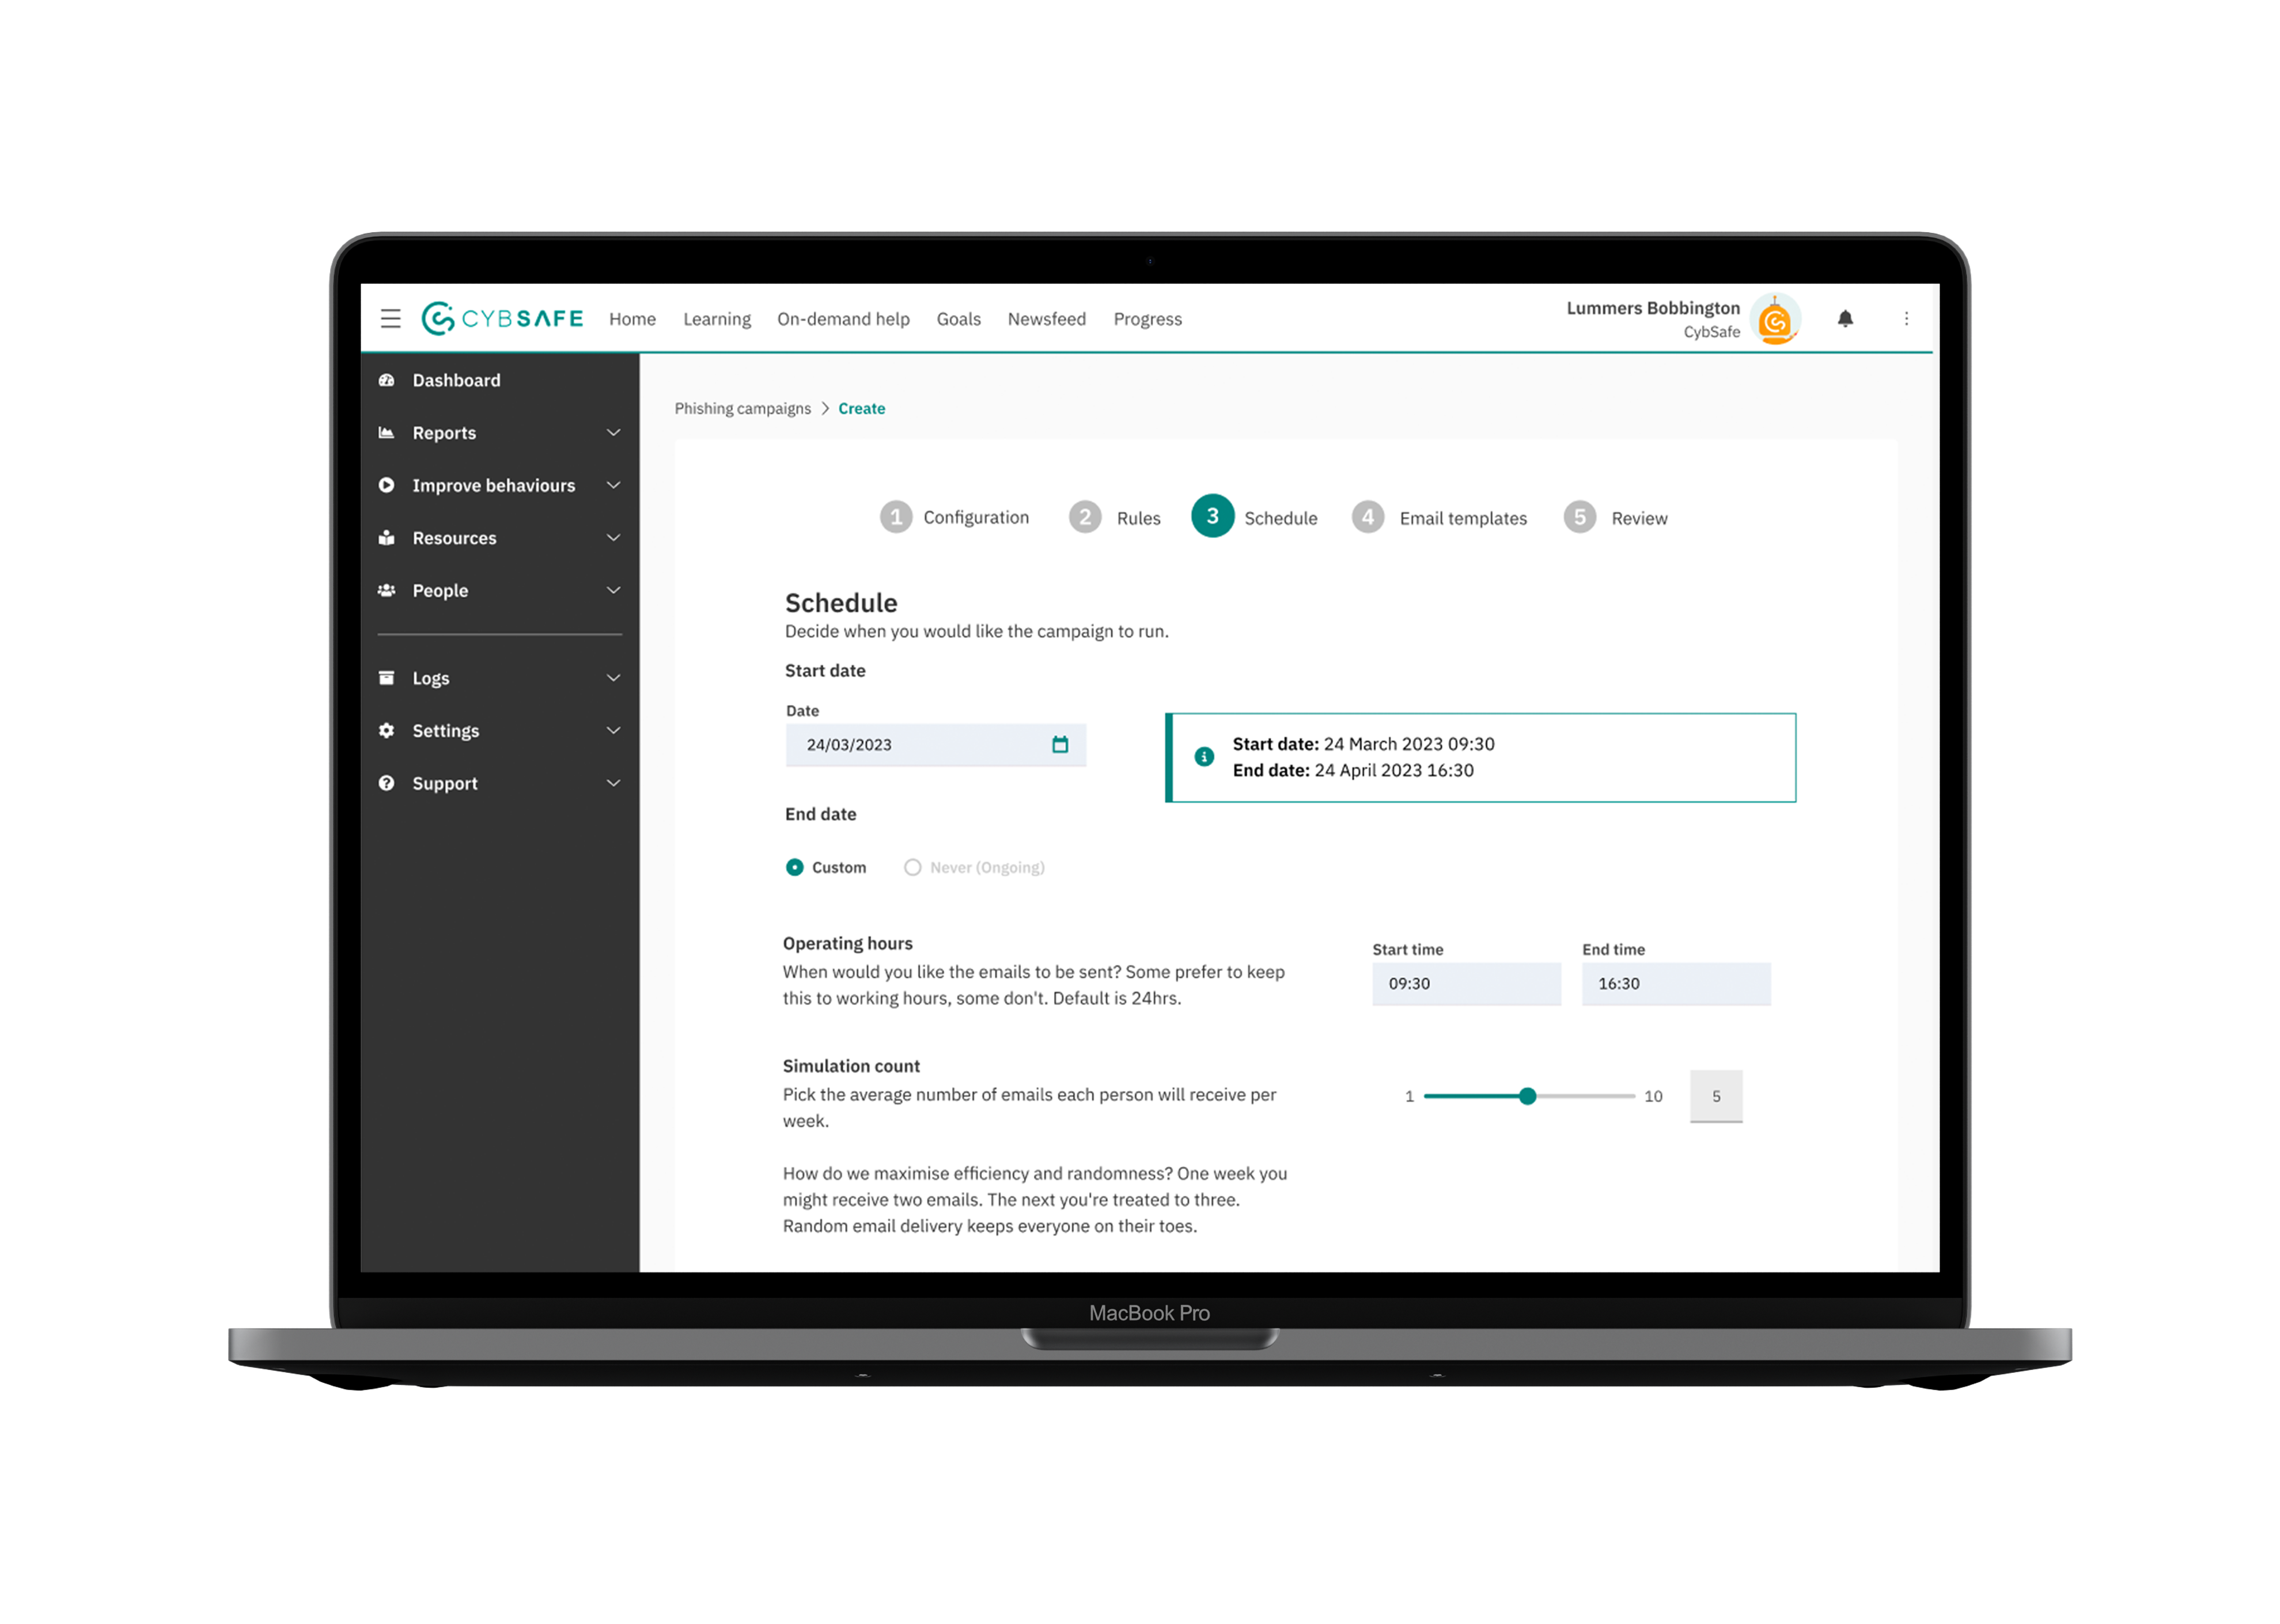 CYBSAFE Home Learning On-demand help Goals Newsfeed Progress
Lummers Bobbington
CybSafe
Dashboard
Reports
Improve behaviours
Resources
People
Logs
Settings
Support
Phishing campaigns > Create
1 Configuration 2 Rules 3 Schedule 4 Email templates 5 Review
Schedule
Decide when you would like the campaign to run.
Start date
Date
24/03/2023
Start date: 24 March 2023 09:30
End date: 24 April 2023 16:30
End date
Custom Never (Ongoing)
Operating hours
When would you like the emails to be sent? Some prefer to keep
this to working hours, some don't. Default is 24hrs.
Start time End time
09:30 16:30
Simulation count
Pick the average number of emails each person will receive per
week.
1 10 5
How do we maximise efficiency and randomness? One week you
might receive two emails. The next you're treated to three.
Random email delivery keeps everyone on their toes.
MacBook Pro